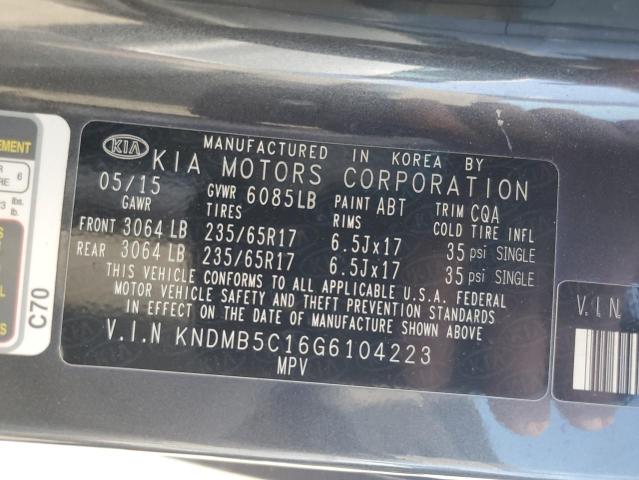 KIA
MANUFACTURED IN KOREA BY
KIA MOTORS CORPORATION
05/15 GVWR 6085LB PAINT ABT TRIM CQA
GAWR TIRES RIMS COLD TIRE INFL
FRONT 3064 LB 235/65R17 6.5Jx17 35 psi SINGLE
REAR 3064 LB 235/65R17 6.5Jx17 35 psi SINGLE
THIS VEHICLE CONFORMS TO ALL APPLICABLE U.S.A. FEDERAL
MOTOR VEHICLE SAFETY AND THEFT PREVENTION STANDARDS
IN EFFECT ON THE DATE OF MANUFACTURE SHOWN ABOVE
V.I.N KNDMB5C16G6104223
MPV
6
lbs.
lb.
C70
V.I.N.